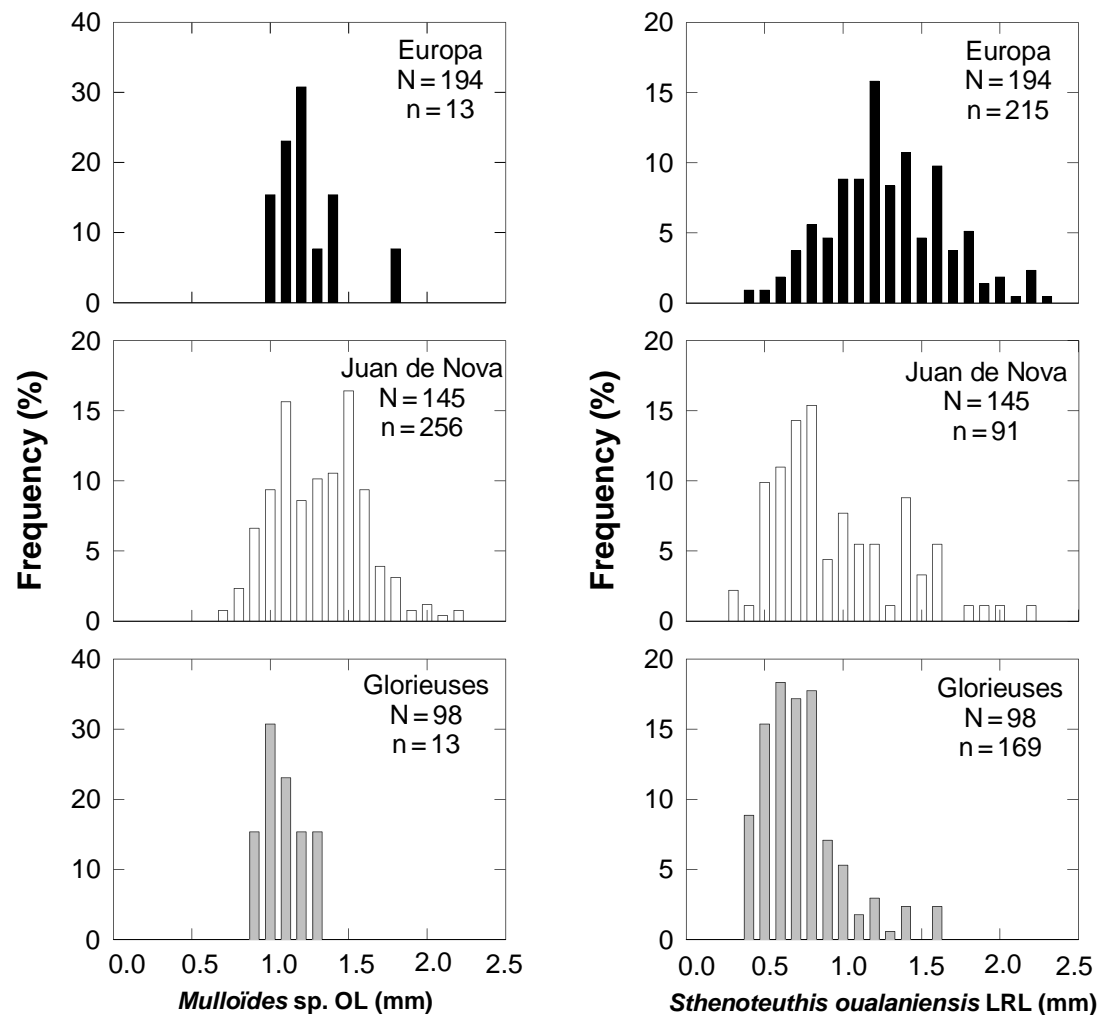 40
30
20
10
0
Europa
N = 194
n = 13
20
15
10
5
0
Europa
N = 194
n = 215
Frequency (%)
20
15
10
5
0
Juan de Nova
N = 145
n = 256
Frequency (%)
20
15
10
5
0
Juan de Nova
N = 145
n = 91
40
30
20
10
0
Glorieuses
N = 98
n = 13
0.0 0.5 1.0 1.5 2.0 2.5
Mulloïdes sp. OL (mm)
20
15
10
5
0
Glorieuses
N = 98
n = 169
0.0 0.5 1.0 1.5 2.0 2.5
Sthenoteuthis oualaniensis LRL (mm)